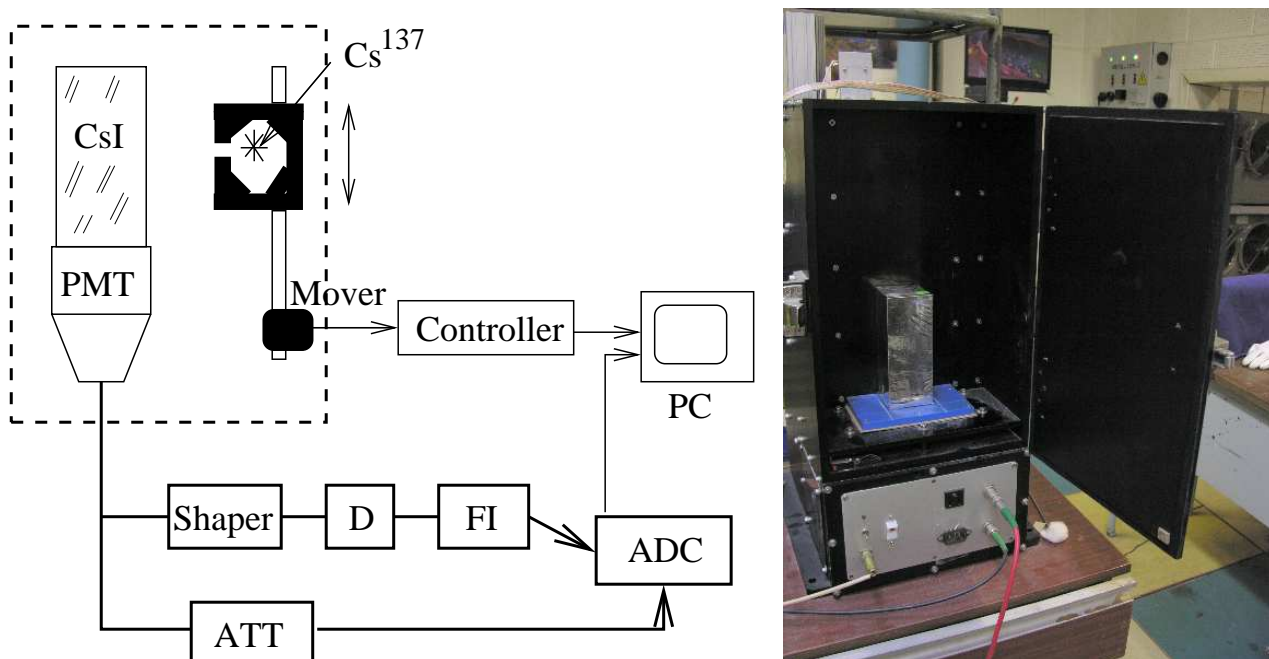 Cs137
CsI
PMT
Mover
Controller
PC
Shaper
D
FI
ADC
ATT